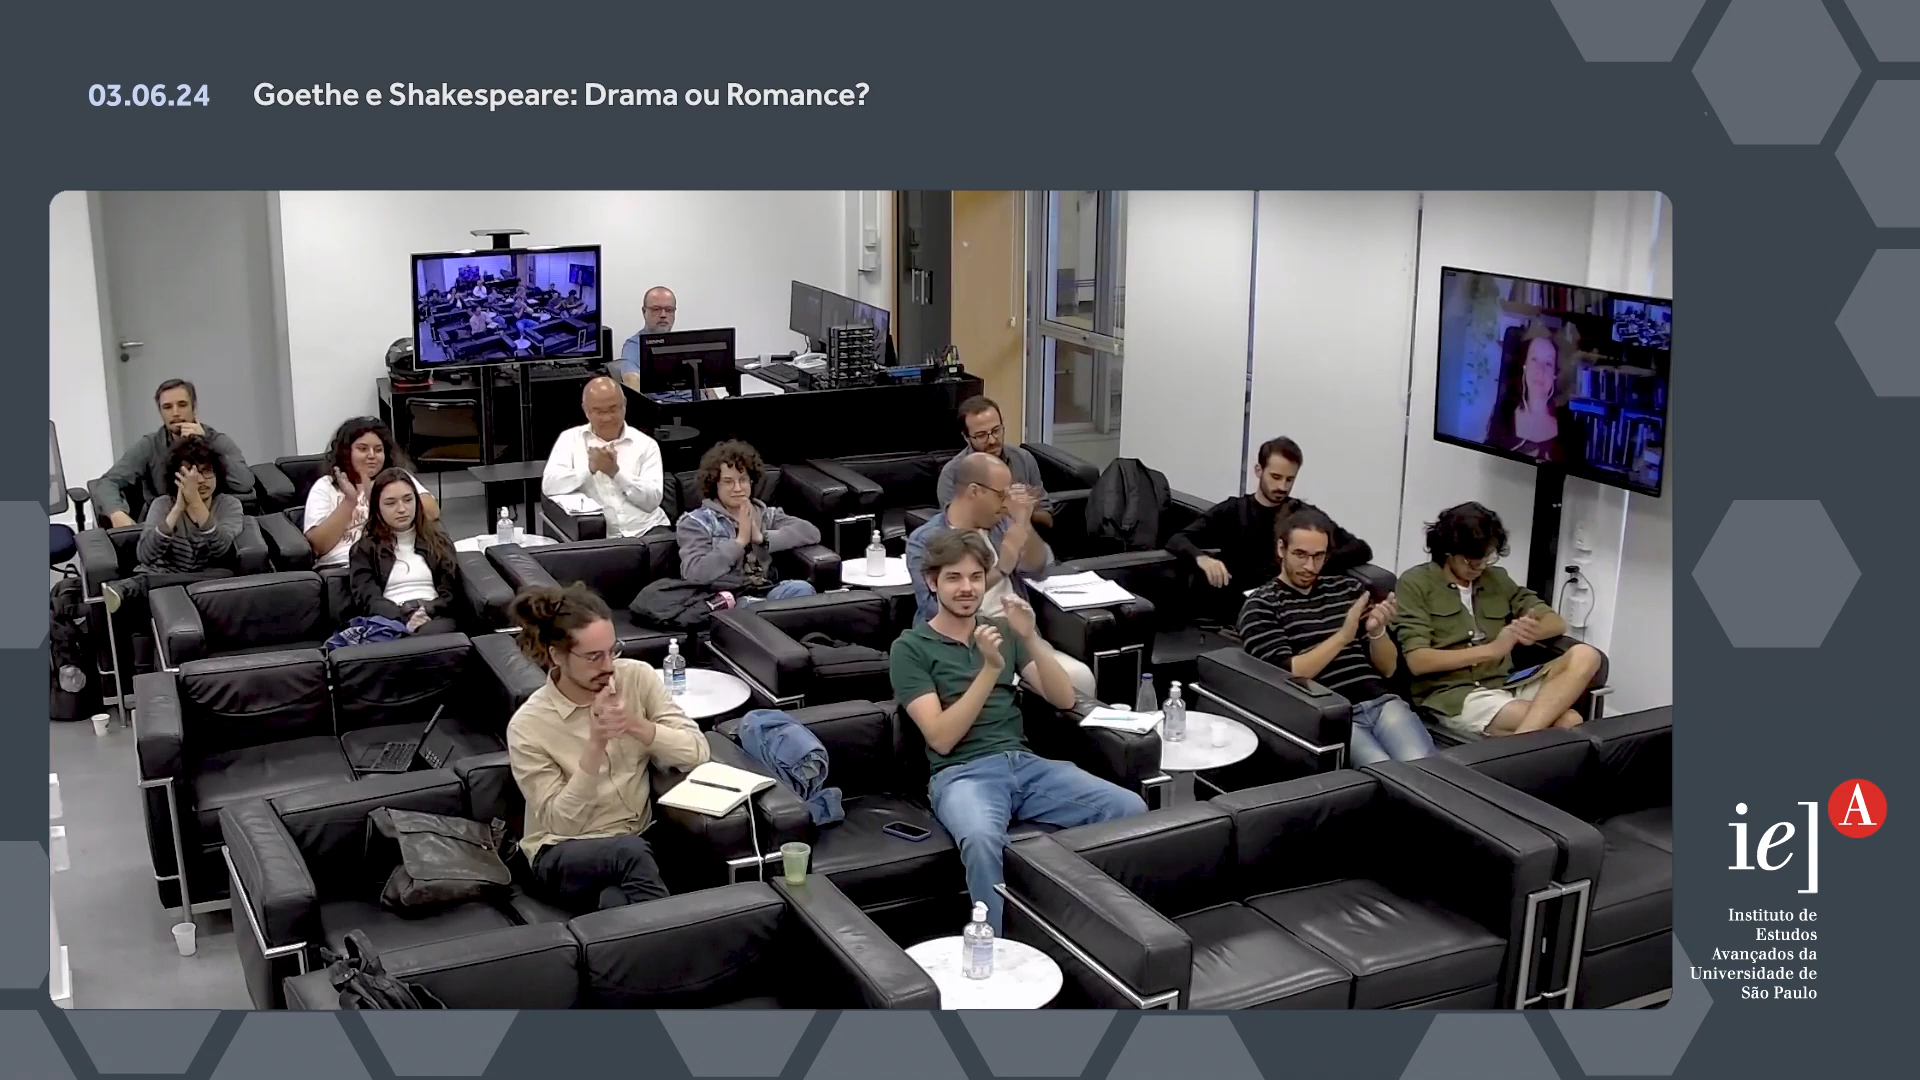 03.06.24 Goethe e Shakespeare: Drama ou Romance?
ie] A
Instituto de
Estudos
Avançados da
Universidade de
São Paulo